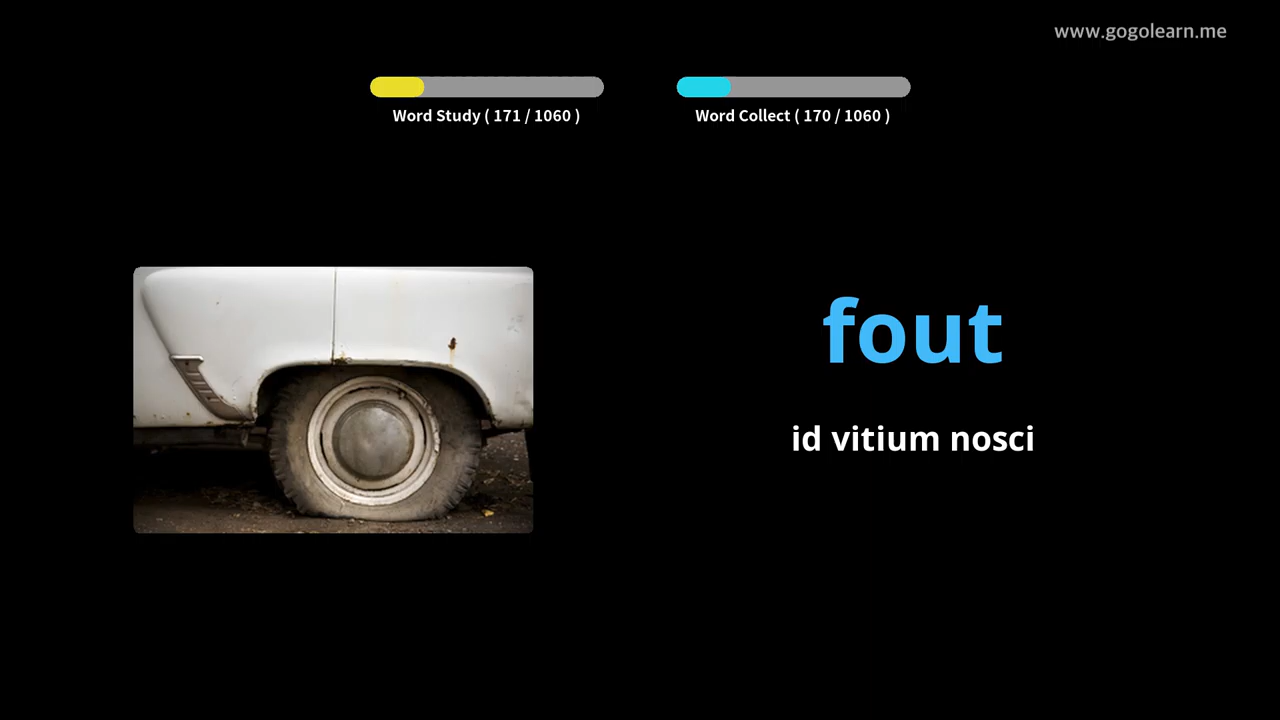 www.gogolearn.me
Word Study ( 171 / 1060 )
Word Collect ( 170 / 1060 )
fout
id vitium nosci